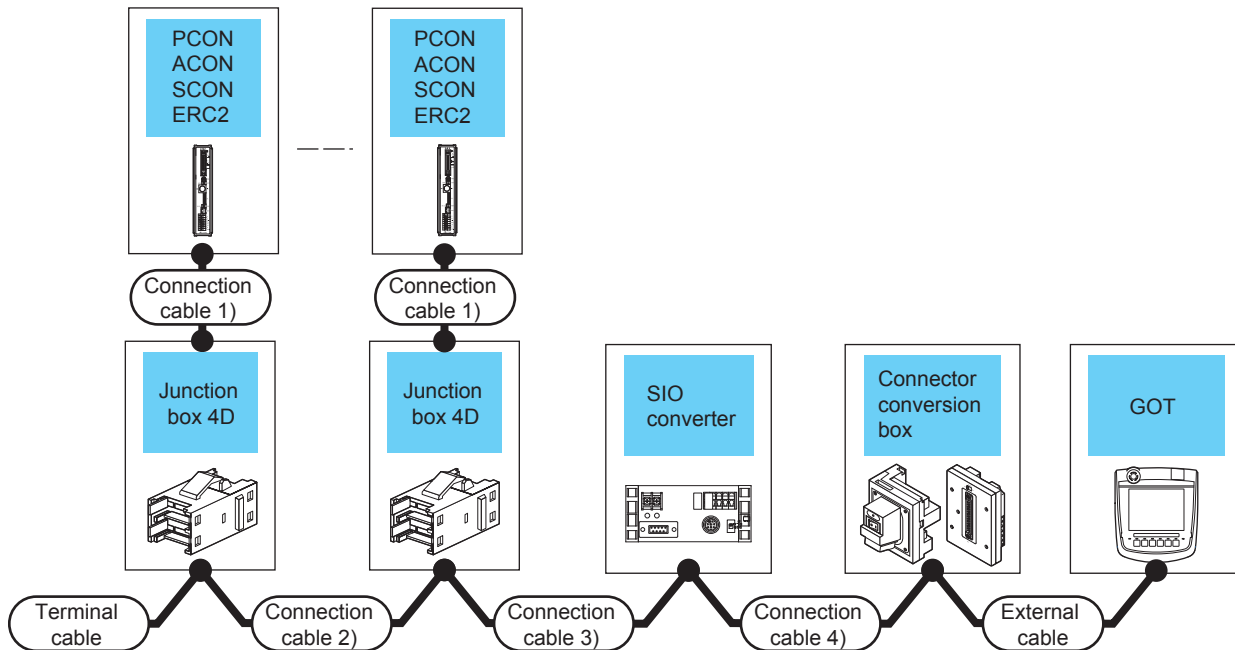 PCON
ACON
SCON
ERC2
PCON
ACON
SCON
ERC2
Connection
cable 1)
Connection
cable 1)
Junction
box 4D
Junction
box 4D
SIO
converter
Connector
conversion
box
GOT
Terminal
cable
Connection
cable 2)
Connection
cable 3)
Connection
cable 4)
External
cable